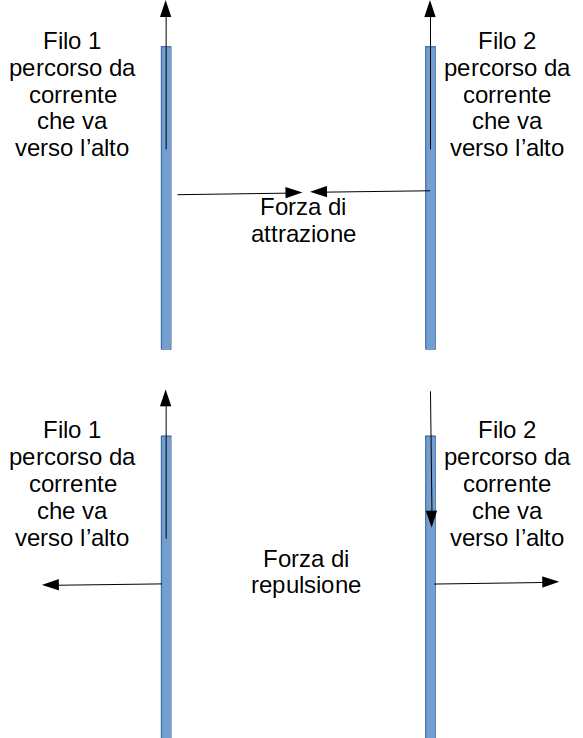 Filo 1
percorso da
corrente
che va
verso l'alto
Filo 2
percorso da
corrente
che va
verso l'alto
Forza di
attrazione
Filo 1
percorso da
corrente
che va
verso l'alto
Filo 2
percorso da
corrente
che va
verso l'alto
Forza di
repulsione